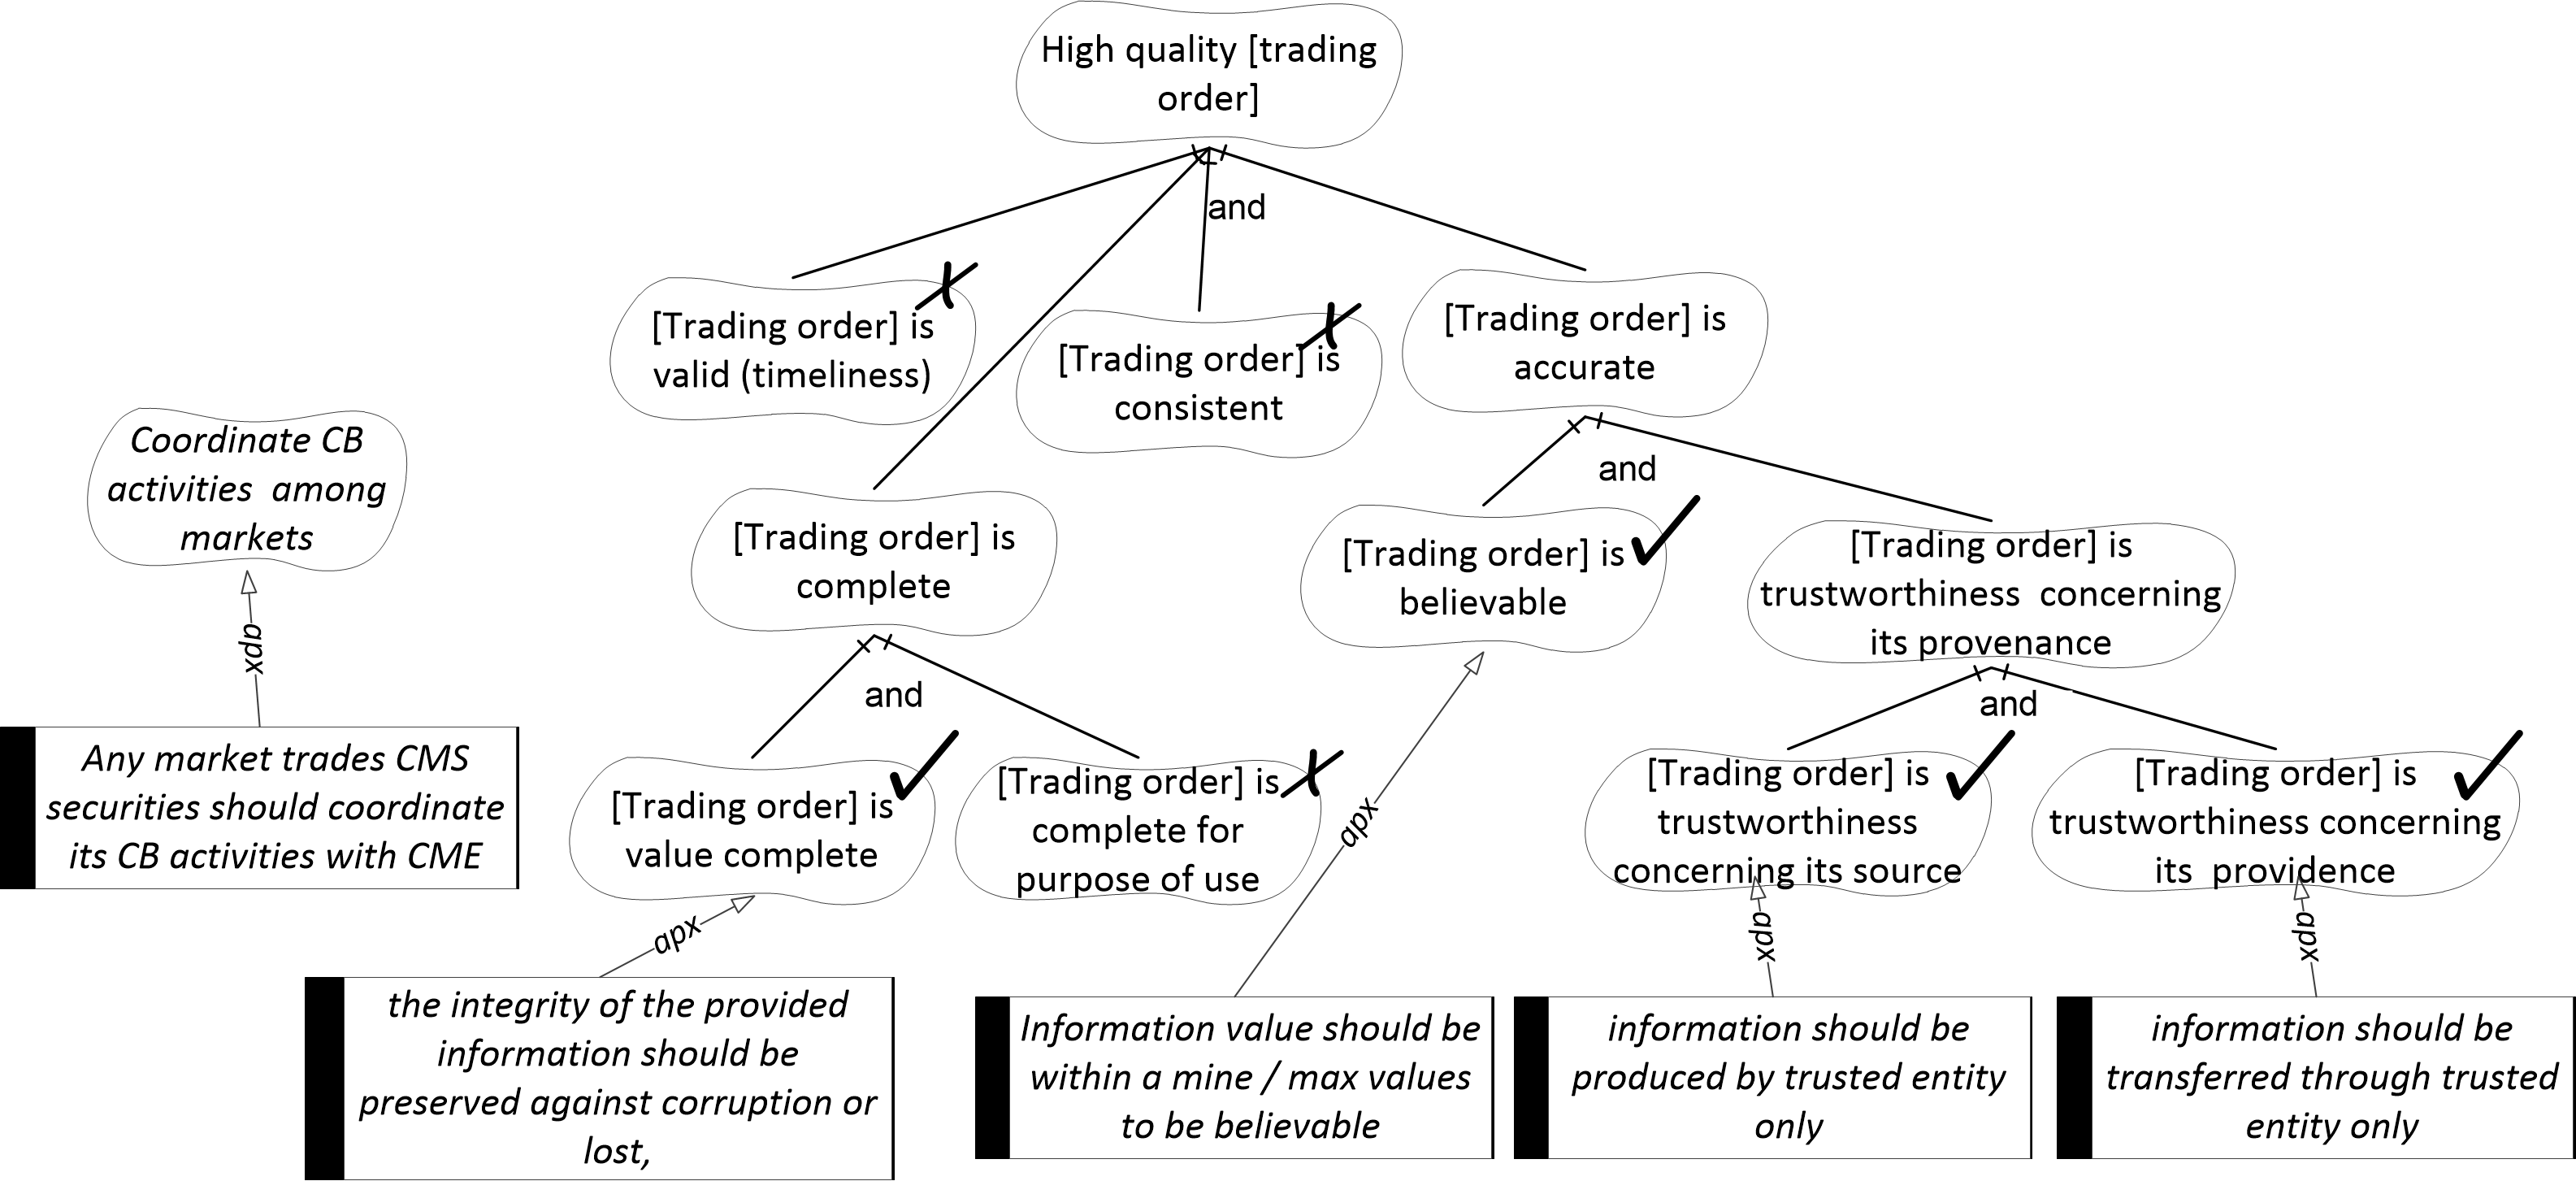 High quality [trading
order]
and
[Trading order] is
valid (timeliness)
[Trading order] is
consistent
[Trading order] is
accurate
Coordinate CB
activities  among
markets
and
[Trading order] is
complete
[Trading order] is
believable
[Trading order] is
trustworthiness  concerning
its provenance
apx
and
and
Any market trades CMS
securities should coordinate
its CB activities with CME
[Trading order] is
value complete
[Trading order] is
complete for
purpose of use
apx
[Trading order] is
trustworthiness
concerning its source
[Trading order] is
trustworthiness concerning
its  providence
apx
apx
apx
the integrity of the provided
information should be
preserved against corruption or
lost,
Information value should be
within a mine / max values
to be believable
information should be
produced by trusted entity
only
information should be
transferred through trusted
entity only